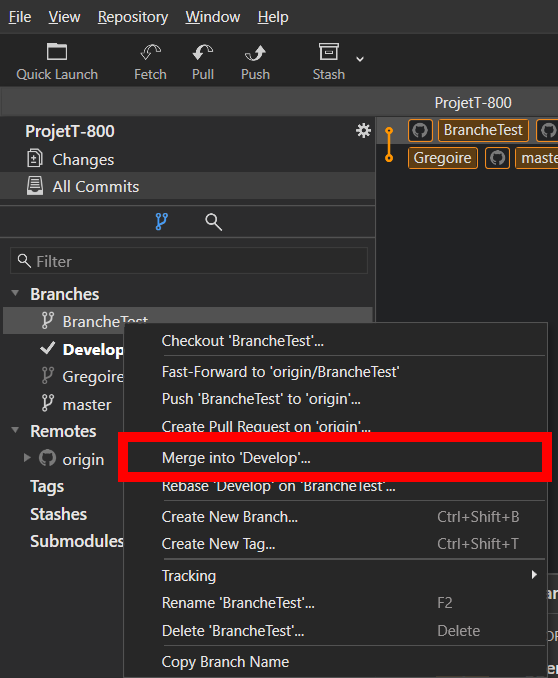 File View Repository Window Help
Quick Launch Fetch Pull Push Stash
ProjetT-800
ProjetT-800
BrancheTest
Changes
Gregoire
All Commits
Filter
Branches
BrancheTest
Develop
Gregoire
master
Remotes
origin
Tags
Stashes
Submodules
Checkout 'BrancheTest'...
Fast-Forward to 'origin/BrancheTest'
Push 'BrancheTest' to 'origin'...
Create Pull Request on 'origin'...
Merge into 'Develop'...
Rebase 'Develop' on 'BrancheTest'...
Create New Branch... Ctrl+Shift+B
Create New Tag... Ctrl+Shift+T
Tracking
Rename 'BrancheTest'... F2
Delete 'BrancheTest'... Delete
Copy Branch Name